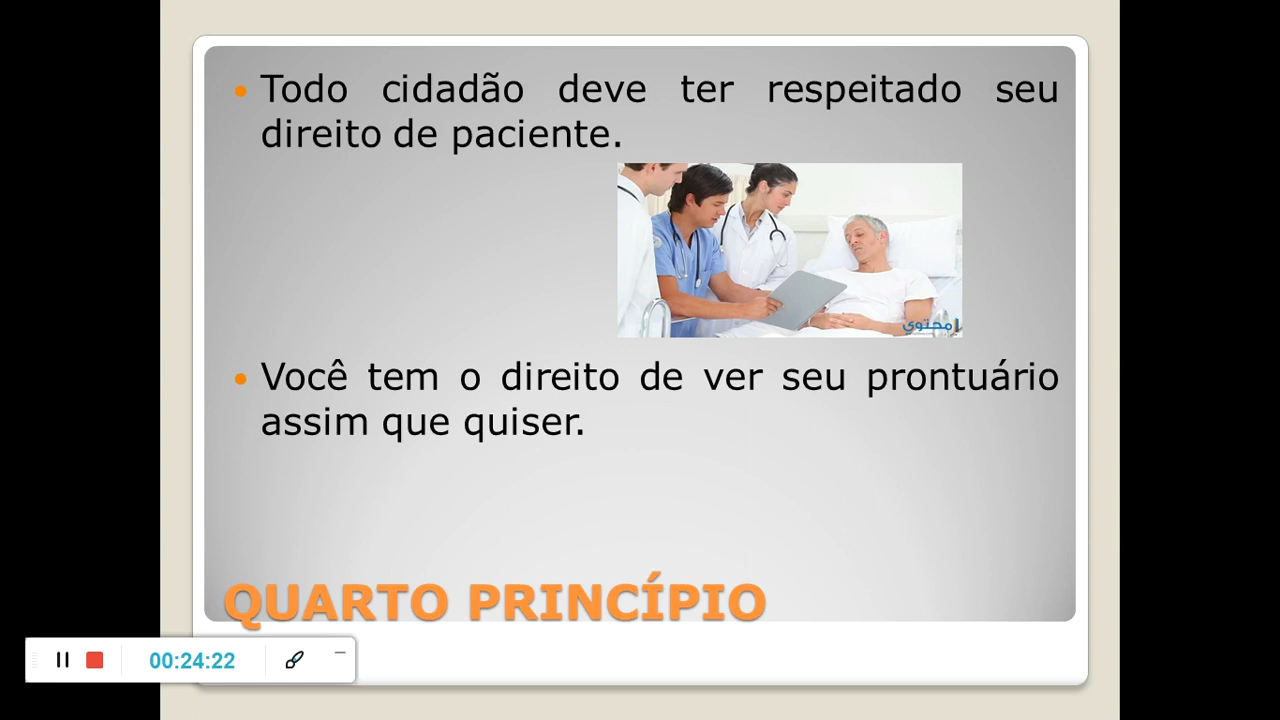 Todo cidadão deve ter respeitado seu
direito de paciente.
إمحتوي
Você tem o direito de ver seu prontuário
assim que quiser.
QUARTO PRINCÍPIO
00:24:22